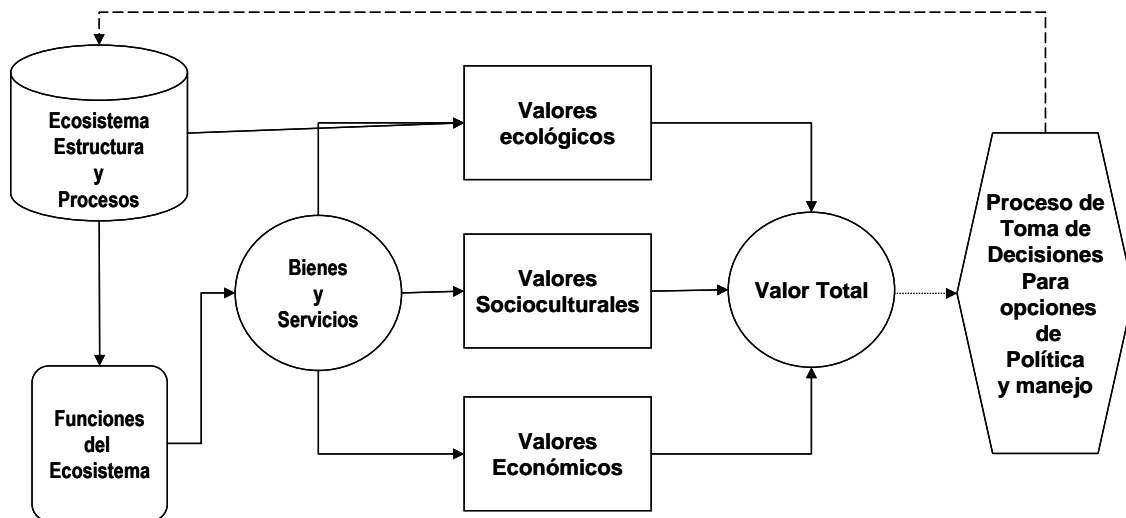 Ecosistema
Estructura
y
Procesos
Funciones
del
Ecosistema
Bienes
y
Servicios
Valores
ecológicos
Valores
Socioculturales
Valores
Económicos
Valor Total
Proceso de
Toma de
Decisiones
Para
opciones
de
Política
y manejo